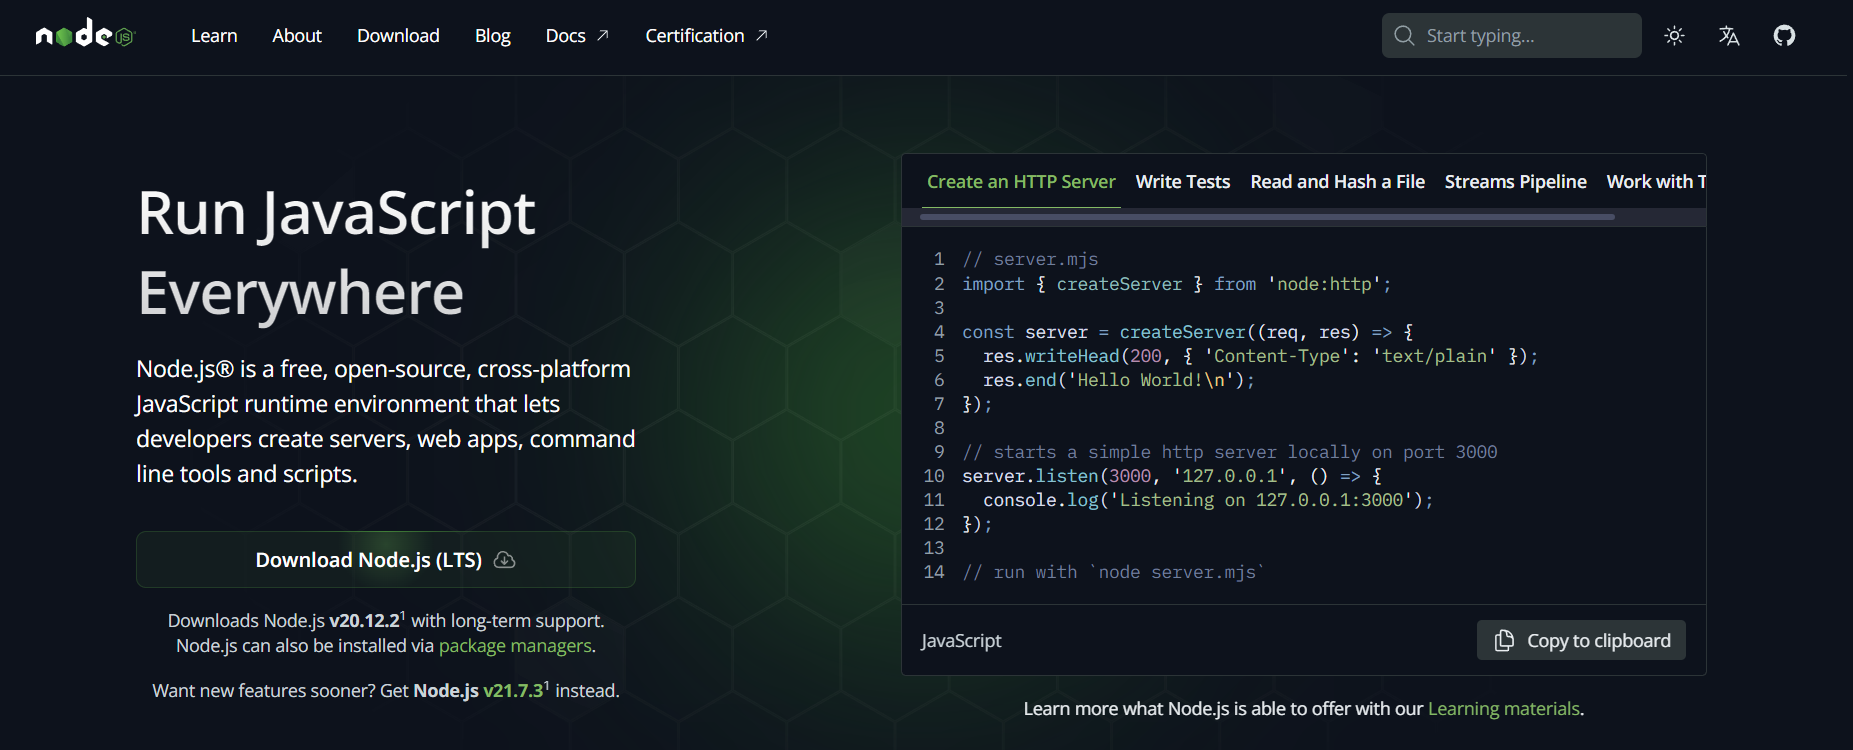 node JS
Learn
About
Download
Blog
Docs
Certification
Start typing...
Run JavaScript
Everywhere
Node.js® is a free, open-source, cross-platform
JavaScript runtime environment that lets
developers create servers, web apps, command
line tools and scripts.
Download Node.js (LTS)
Downloads Node.js v20.12.2¹ with long-term support.
Node.js can also be installed via package managers.
Want new features sooner? Get Node.js v21.7.3¹ instead.
Create an HTTP Server
Write Tests
Read and Hash a File
Streams Pipeline
Work with T
1 // server.mjs
2 import { createServer } from 'node:http';
3
4 const server = createServer((req, res) => {
5   res.writeHead(200, { 'Content-Type': 'text/plain' });
6   res.end('Hello World!\n');
7 });
8
9 // starts a simple http server locally on port 3000
10 server.listen(3000, '127.0.0.1', () => {
11   console.log('Listening on 127.0.0.1:3000');
12 });
13
14 // run with `node server.mjs`
JavaScript
Copy to clipboard
Learn more what Node.js is able to offer with our Learning materials.